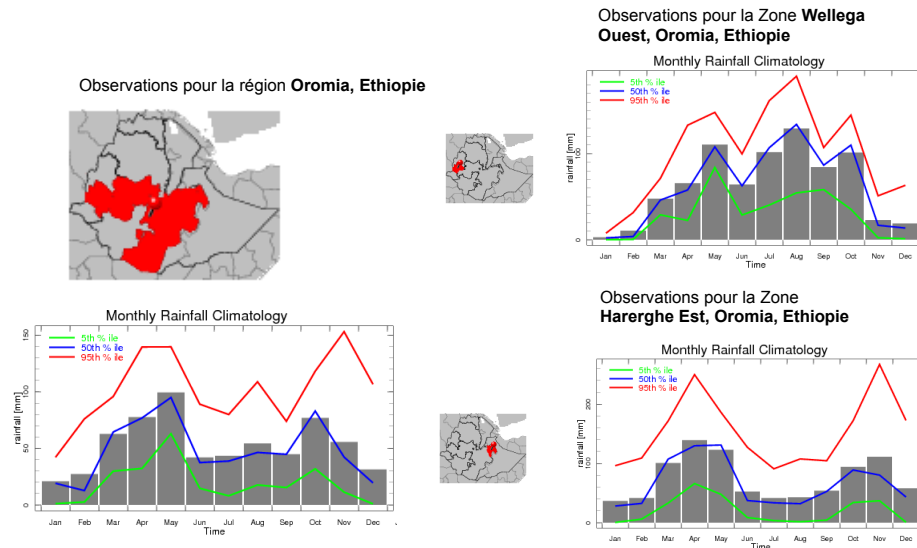 Observations pour la région Oromia, Ethiopie
Monthly Rainfall Climatology
5th % ile
50th % ile
95th % ile
rainfall [mm]
150
100
50
0
Jan Feb Mar Apr May Jun Jul Aug Sep Oct Nov Dec
Time
Observations pour la Zone Wellega
Ouest, Oromia, Ethiopie
Monthly Rainfall Climatology
5th % ile
50th % ile
95th % ile
rainfall [mm]
100
0
Jan Feb Mar Apr May Jun Jul Aug Sep Oct Nov Dec
Time
Observations pour la Zone
Harerghe Est, Oromia, Ethiopie
Monthly Rainfall Climatology
5th % ile
50th % ile
95th % ile
rainfall [mm]
200
100
0
Jan Feb Mar Apr May Jun Jul Aug Sep Oct Nov Dec
Time